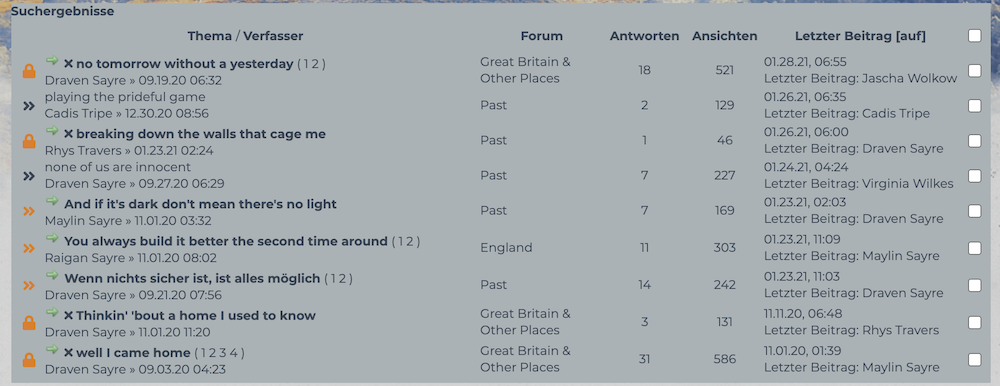 Suchergebnisse
Thema / Verfasser Forum Antworten Ansichten Letzter Beitrag [auf]
× no tomorrow without a yesterday ( 1 2 )
Draven Sayre » 09.19.20 06:32
Great Britain &
Other Places
18 521
01.28.21, 06:55
Letzter Beitrag: Jascha Wolkow
playing the prideful game
Cadis Tripe » 12.30.20 08:56
Past 2 129
01.26.21, 06:35
Letzter Beitrag: Cadis Tripe
× breaking down the walls that cage me
Rhys Travers » 01.23.21 02:24
Past 1 46
01.26.21, 06:00
Letzter Beitrag: Draven Sayre
none of us are innocent
Draven Sayre » 09.27.20 06:29
Past 7 227
01.24.21, 04:24
Letzter Beitrag: Virginia Wilkes
And if it's dark don't mean there's no light
Maylin Sayre » 11.01.20 03:32
Past 7 169
01.23.21, 02:03
Letzter Beitrag: Draven Sayre
You always build it better the second time around ( 1 2 )
Raigan Sayre » 11.01.20 08:02
England 11 303
01.23.21, 11:09
Letzter Beitrag: Maylin Sayre
Wenn nichts sicher ist, ist alles möglich ( 1 2 )
Draven Sayre » 09.21.20 07:56
Past 14 242
01.23.21, 11:03
Letzter Beitrag: Draven Sayre
× Thinkin' 'bout a home I used to know
Draven Sayre » 11.01.20 11:20
Great Britain &
Other Places
3 131
11.11.20, 06:48
Letzter Beitrag: Rhys Travers
× well I came home ( 1 2 3 4 )
Draven Sayre » 09.03.20 04:23
Great Britain &
Other Places
31 586
11.01.20, 01:39
Letzter Beitrag: Maylin Sayre